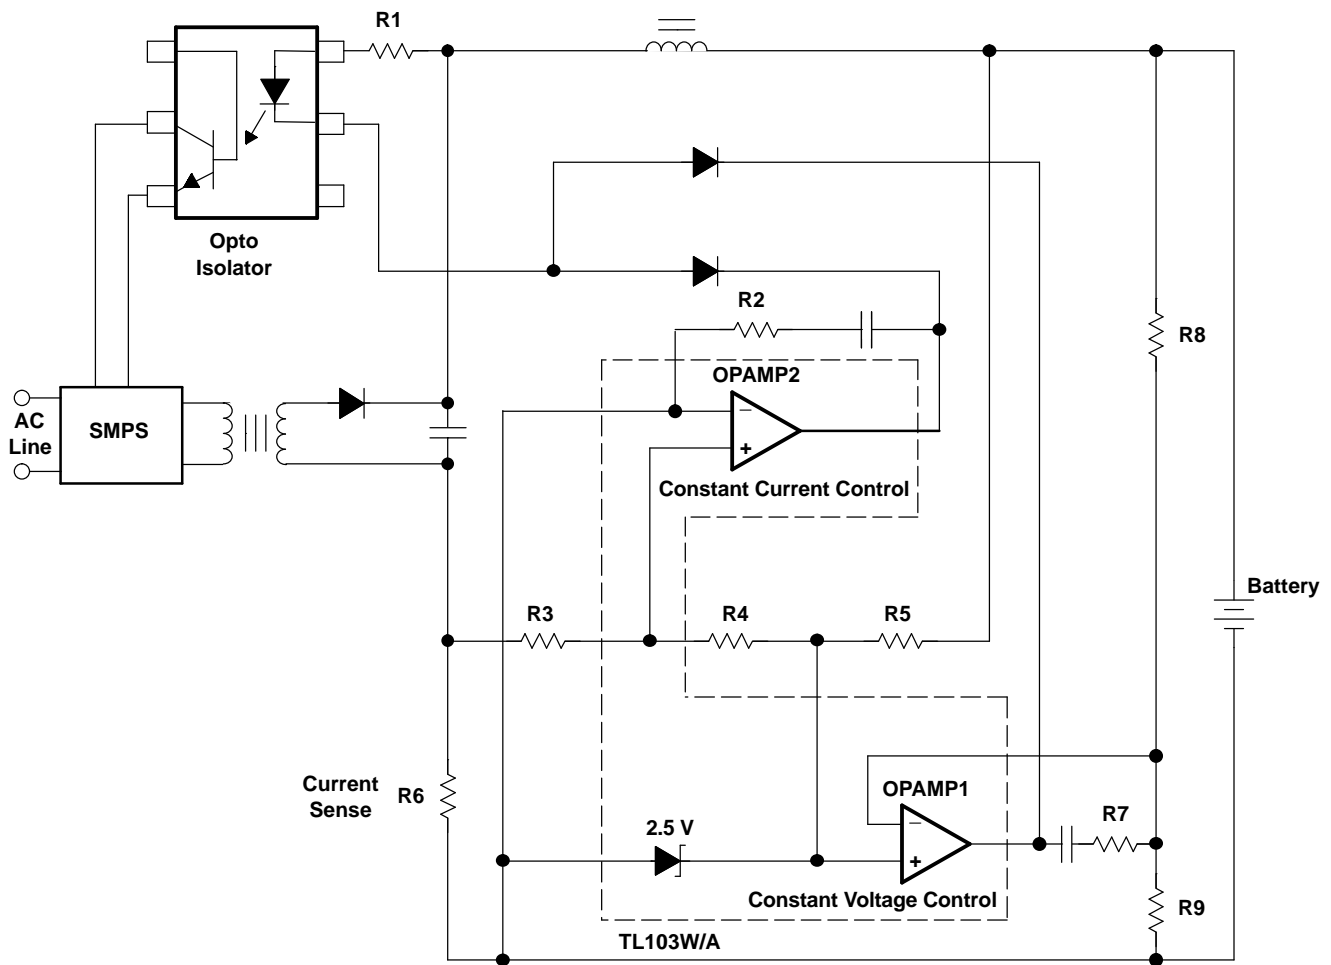 R1
Opto
Isolator
R2
R8
AC
Line
SMPS
OPAMP2
−
+
Constant Current Control
R3
R4
R5
Battery
Current
Sense
R6
OPAMP1
−
+
R7
2.5 V
Constant Voltage Control
R9
TL103W/A